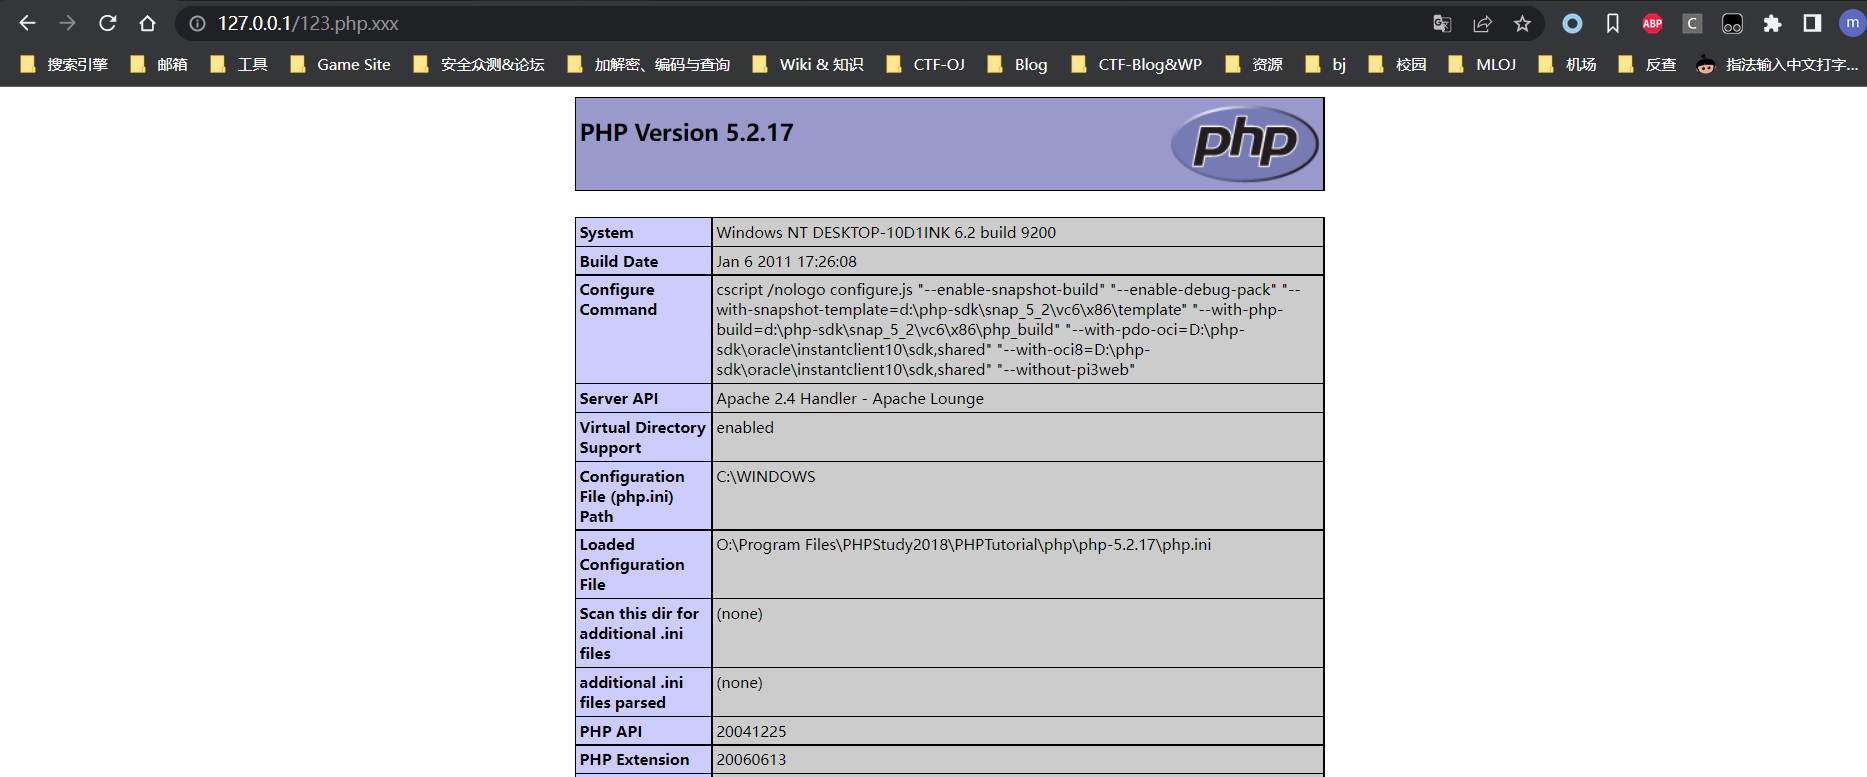 127.0.0.1/123.php.xxx
ABP
C
m
搜索引擎
邮箱
工具
Game Site
安全众测&论坛
加解密、编码与查询
Wiki & 知识
CTF-OJ
Blog
CTF-Blog&WP
资源
bj
校园
MLOJ
机场
反查
指法输入中文打字...
PHP Version 5.2.17
php
System
Windows NT DESKTOP-10D1INK 6.2 build 9200
Build Date
Jan 6 2011 17:26:08
Configure
Command
cscript /nologo configure.js "--enable-snapshot-build" "--enable-debug-pack" "--
with-snapshot-template=d:\php-sdk\snap_5_2\vc6\x86\template" "--with-php-
build=d:\php-sdk\snap_5_2\vc6\x86\php_build" "--with-pdo-oci=D:\php-
sdk\oracle\instantclient10\sdk,shared" "--with-oci8=D:\php-
sdk\oracle\instantclient10\sdk,shared" "--without-pi3web"
Server API
Apache 2.4 Handler - Apache Lounge
Virtual Directory
Support
enabled
Configuration
File (php.ini)
Path
C:\WINDOWS
Loaded
Configuration
File
O:\Program Files\PHPStudy2018\PHPTutorial\php\php-5.2.17\php.ini
Scan this dir for
additional .ini
files
(none)
additional .ini
files parsed
(none)
PHP API
20041225
PHP Extension
20060613